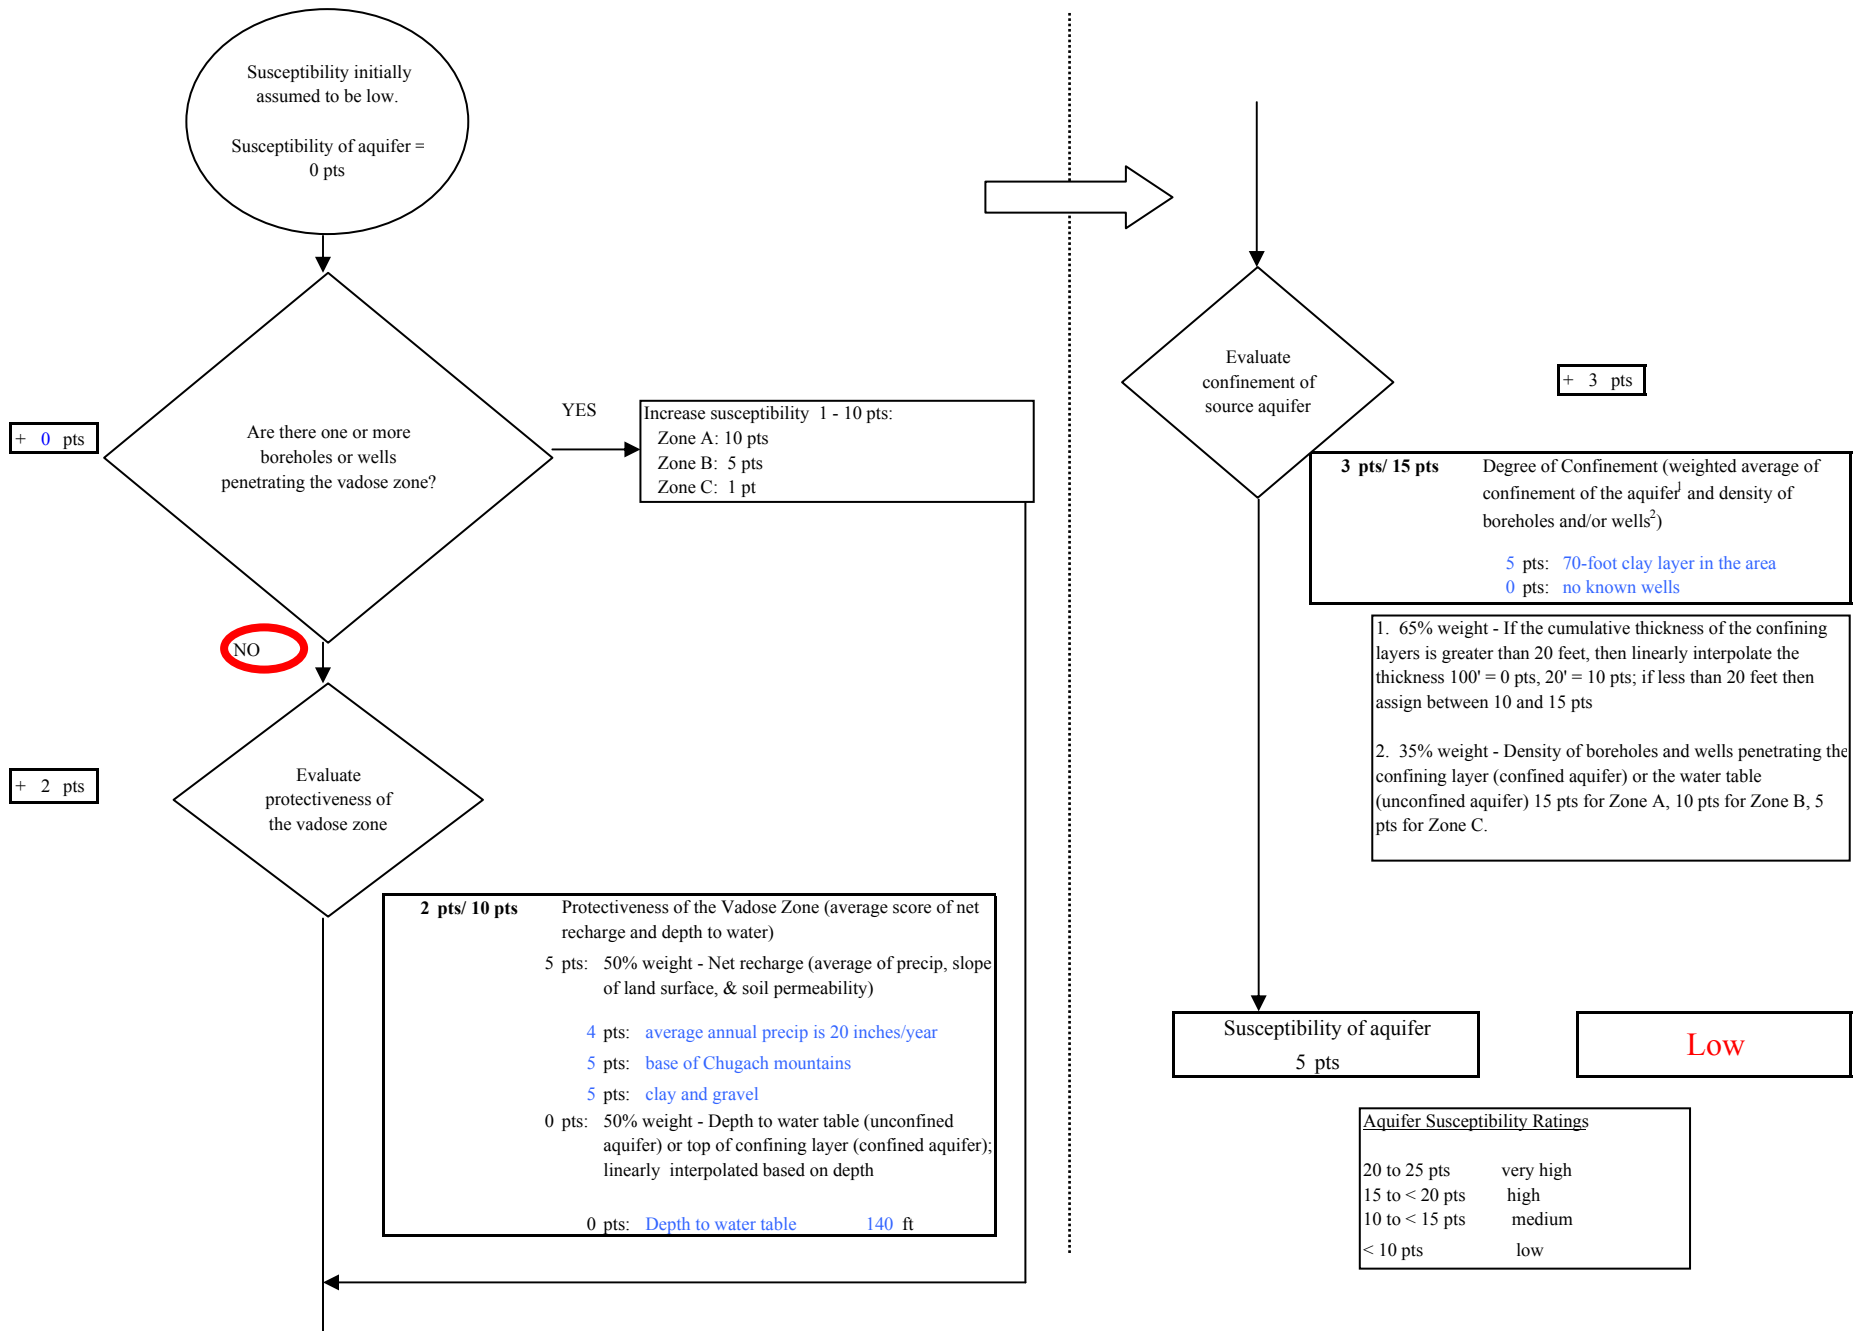 Susceptibility initially
assumed to be low.
Susceptibility of aquifer =
0 pts
Are there one or more
boreholes or wells
penetrating the vadose zone?
+ 0 pts
YES
Increase susceptibility 1 - 10 pts:
Zone A: 10 pts
Zone B: 5 pts
Zone C: 1 pt
NO
Evaluate
protectiveness of
the vadose zone
+ 2 pts
2 pts/ 10 pts Protectiveness of the Vadose Zone (average score of net
recharge and depth to water)
5 pts: 50% weight - Net recharge (average of precip, slope
of land surface, & soil permeability)
4 pts: average annual precip is 20 inches/year
5 pts: base of Chugach mountains
5 pts: clay and gravel
0 pts: 50% weight - Depth to water table (unconfined
aquifer) or top of confining layer (confined aquifer);
linearly interpolated based on depth
0 pts: Depth to water table 140 ft
Evaluate
confinement of
source aquifer
+ 3 pts
3 pts/ 15 pts Degree of Confinement (weighted average of
confinement of the aquifer1 and density of
boreholes and/or wells2)
5 pts: 70-foot clay layer in the area
0 pts: no known wells
1. 65% weight - If the cumulative thickness of the confining
layers is greater than 20 feet, then linearly interpolate the
thickness 100' = 0 pts, 20' = 10 pts; if less than 20 feet then
assign between 10 and 15 pts
2. 35% weight - Density of boreholes and wells penetrating the
confining layer (confined aquifer) or the water table
(unconfined aquifer) 15 pts for Zone A, 10 pts for Zone B, 5
pts for Zone C.
Susceptibility of aquifer
5 pts
Low
Aquifer Susceptibility Ratings
20 to 25 pts very high
15 to < 20 pts high
10 to < 15 pts medium
< 10 pts low